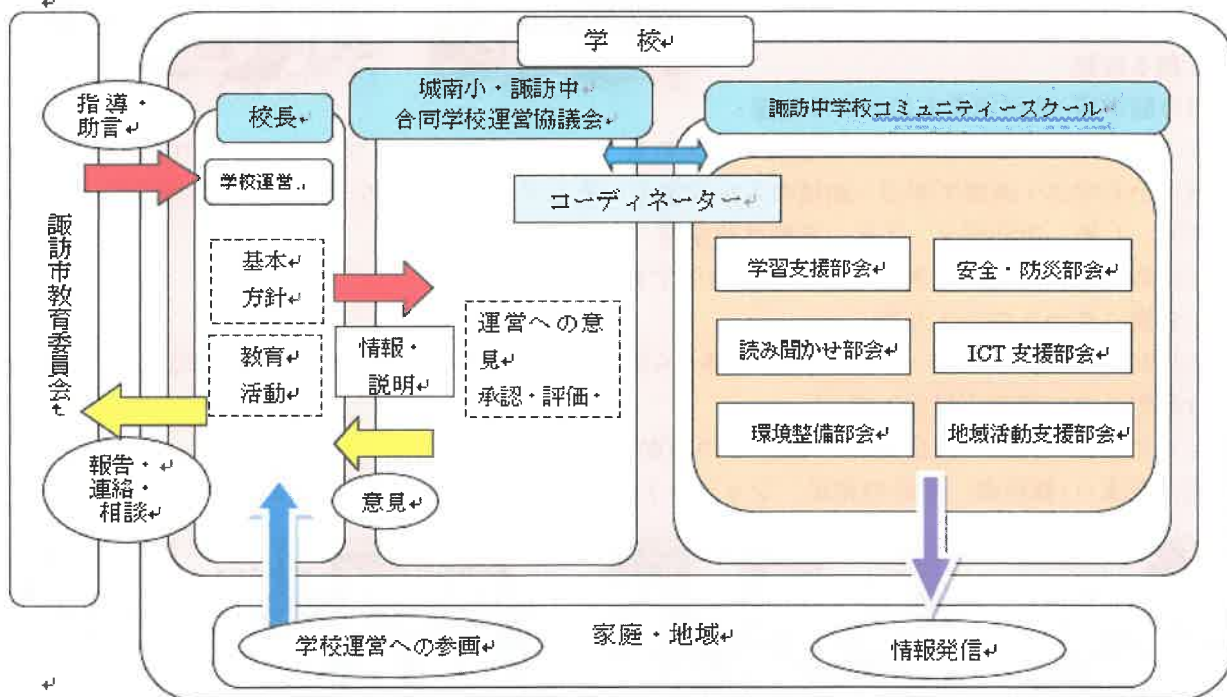 学 校
指導・
助言
校長
城南小・諏訪中
合同学校運営協議会
諏訪中学校コミュニティースクール
学校運営
コーディネーター
諏訪市教育委員会
基本
方針
学習支援部会
安全・防災部会
運営への意
見
承認・評価・
教育
活動
情報・
説明
読み聞かせ部会
ICT 支援部会
環境整備部会
地域活動支援部会
報告・
連絡・
相談
意見
学校運営への参画
家庭・地域
情報発信